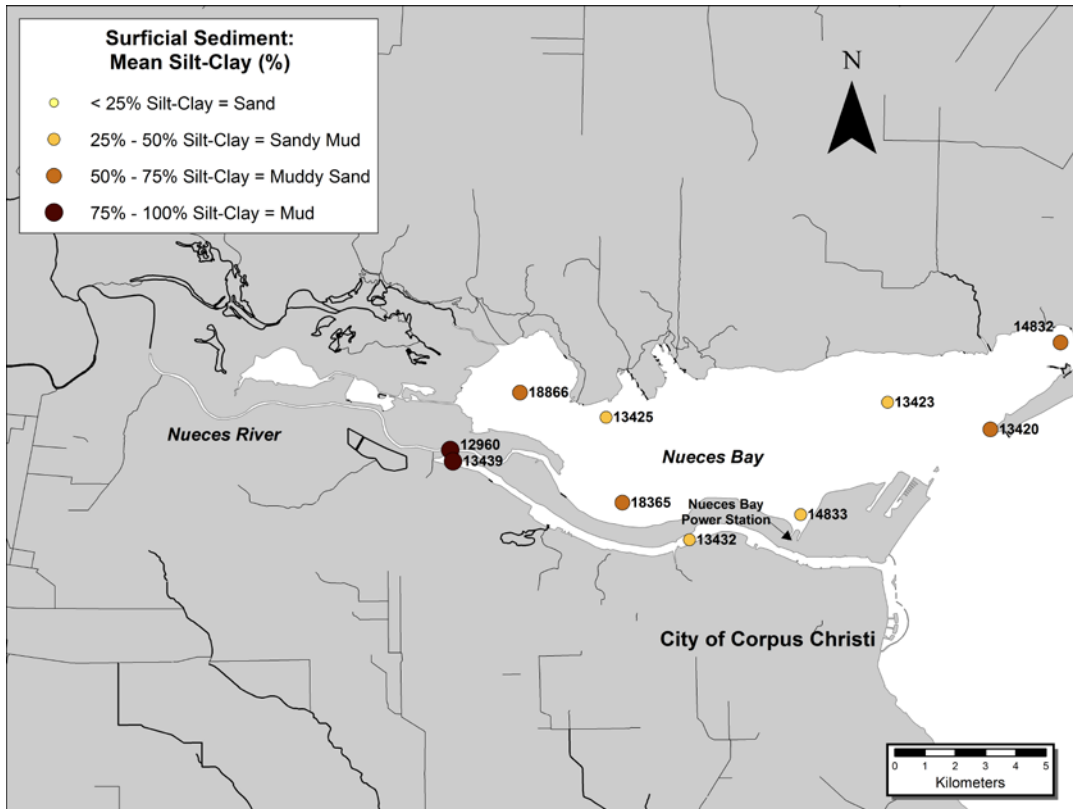 Surficial Sediment:
Mean Silt-Clay (%)
< 25% Silt-Clay = Sand
25% - 50% Silt-Clay = Sandy Mud
50% - 75% Silt-Clay = Muddy Sand
75% - 100% Silt-Clay = Mud
N
14832
18866
13425
13423
13420
Nueces River
12960
13439
Nueces Bay
18365
Nueces Bay
Power Station
14833
13432
City of Corpus Christi
0 1 2 3 4 5
Kilometers